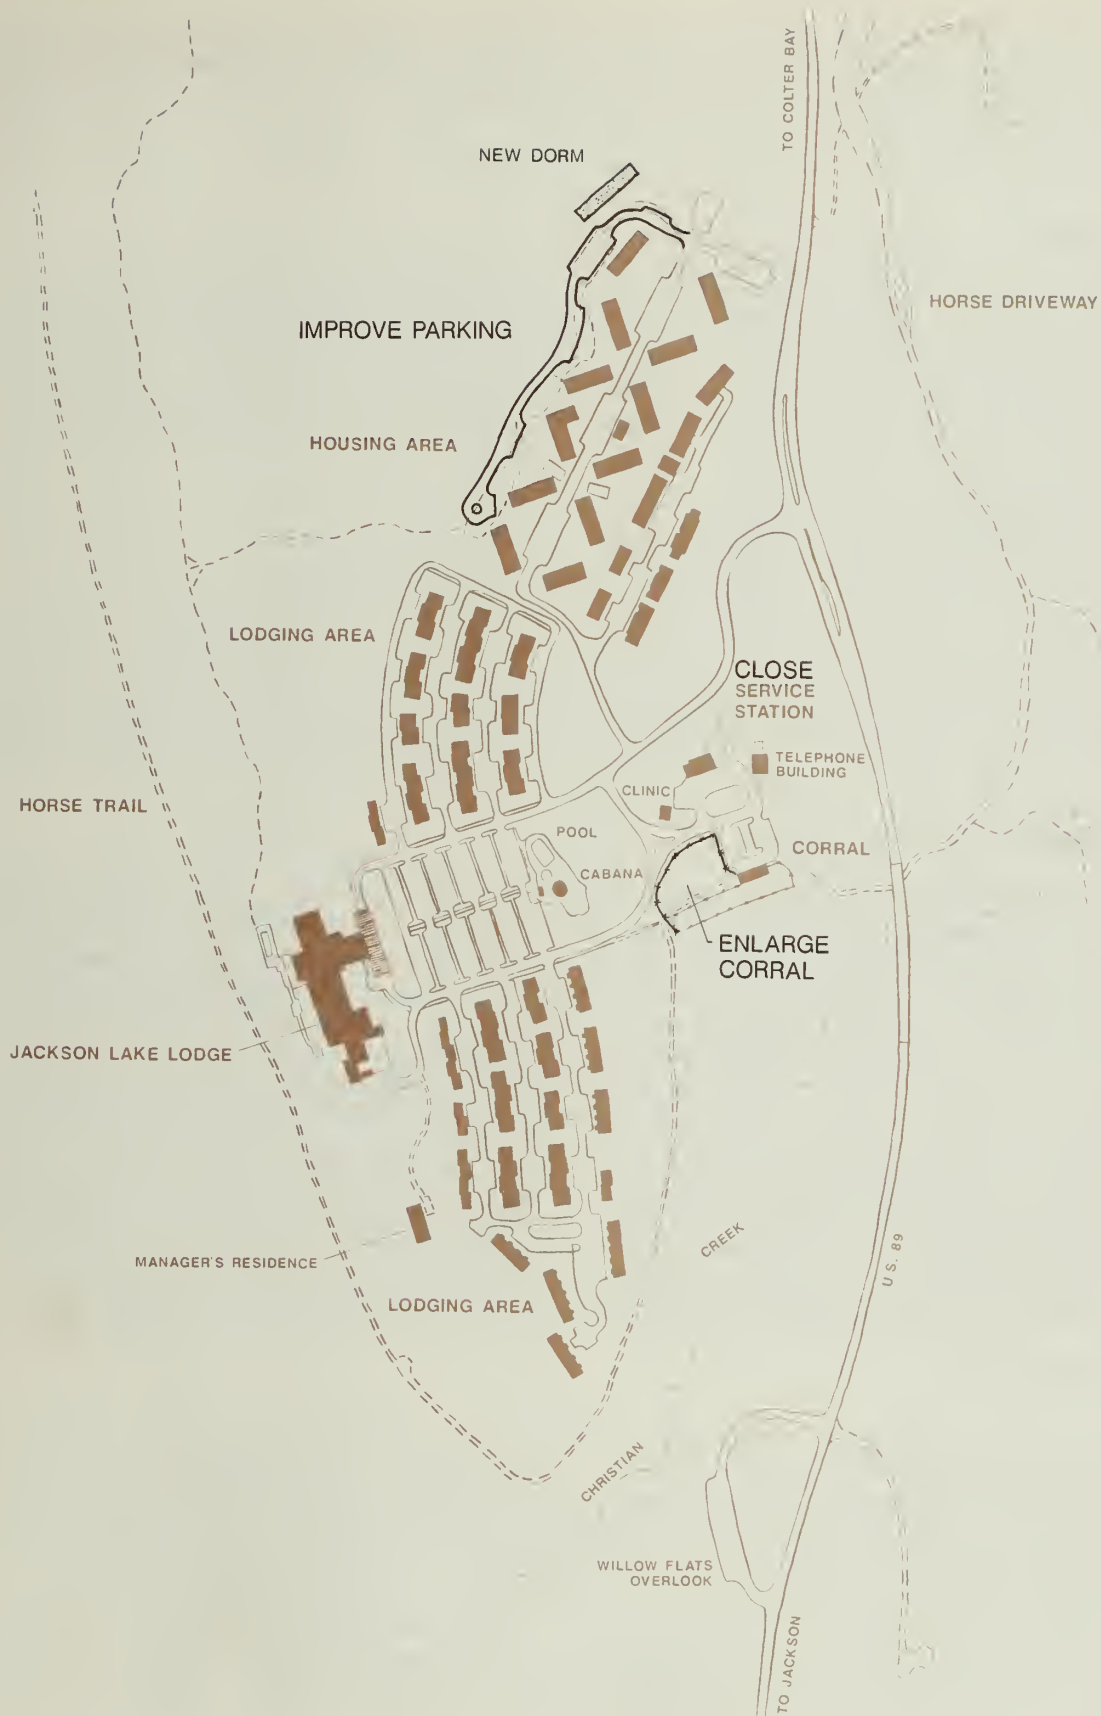 TO COLTER BAY
NEW DORM
HORSE DRIVEWAY
IMPROVE PARKING
HOUSING AREA
LODGING AREA
CLOSE
SERVICE
STATION
TELEPHONE
BUILDING
CLINIC
HORSE TRAIL
POOL
CORRAL
CABANA
ENLARGE
CORRAL
JACKSON LAKE LODGE
CREEK
U.S. 89
MANAGER'S RESIDENCE
LODGING AREA
CHRISTIAN
WILLOW FLATS
OVERLOOK
TO JACKSON